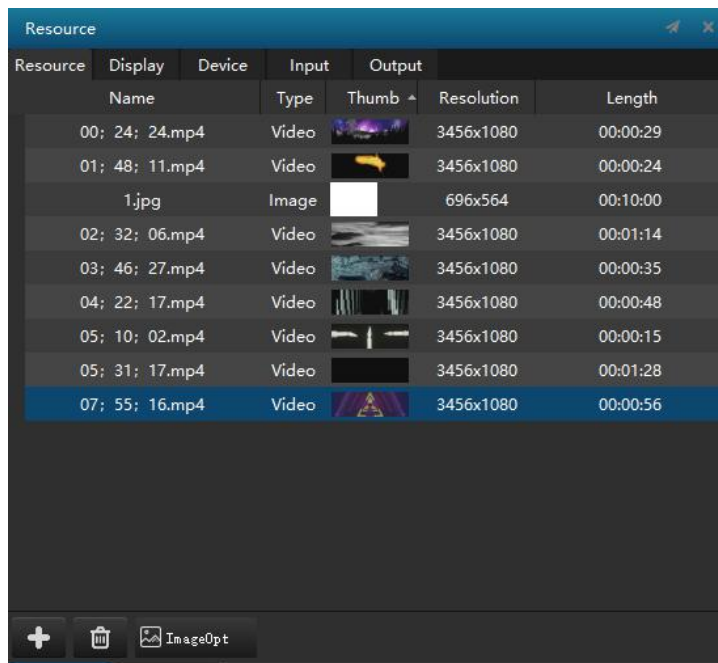 Resource
Resource Display Device Input Output
Name Type Thumb Resolution Length
00; 24; 24.mp4 Video 3456x1080 00:00:29
01; 48; 11.mp4 Video 3456x1080 00:00:24
1.jpg Image 696x564 00:10:00
02; 32; 06.mp4 Video 3456x1080 00:01:14
03; 46; 27.mp4 Video 3456x1080 00:00:35
04; 22; 17.mp4 Video 3456x1080 00:00:48
05; 10; 02.mp4 Video 3456x1080 00:00:15
05; 31; 17.mp4 Video 3456x1080 00:01:28
07; 55; 16.mp4 Video 3456x1080 00:00:56
ImageOpt